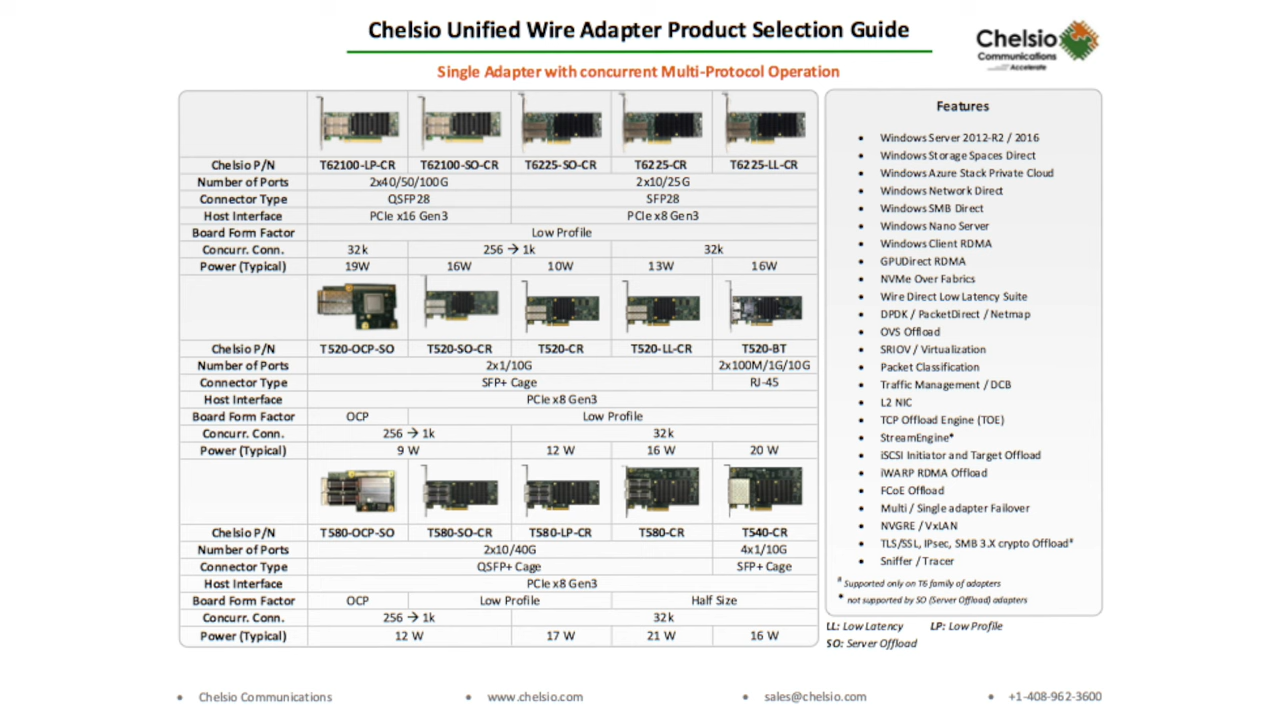 Chelsio Unified Wire Adapter Product Selection Guide
Chelsio
Communications
Accelerate
Single Adapter with concurrent Multi-Protocol Operation
Chelsio P/N T62100-LP-CR T62100-SO-CR T6225-SO-CR T6225-CR T6225-LL-CR
Number of Ports 2x40/50/100G 2x10/25G
Connector Type QSFP28 SFP28
Host Interface PCIe x16 Gen3 PCIe x8 Gen3
Board Form Factor Low Profile
Concurr. Conn. 32k 256 → 1k 32k
Power (Typical) 19W 16W 10W 13W 16W
Chelsio P/N T520-OCP-SO T520-SO-CR T520-CR T520-LL-CR T520-BT
Number of Ports 2x1/10G 2x100M/1G/10G
Connector Type SFP+ Cage RJ-45
Host Interface PCIe x8 Gen3
Board Form Factor OCP Low Profile
Concurr. Conn. 256 → 1k 32k
Power (Typical) 9 W 12 W 16 W 20 W
Chelsio P/N T580-OCP-SO T580-SO-CR T580-LP-CR T580-CR T540-CR
Number of Ports 2x10/40G 4x1/10G
Connector Type QSFP+ Cage SFP+ Cage
Host Interface PCIe x8 Gen3
Board Form Factor OCP Low Profile Half Size
Concurr. Conn. 256 → 1k 32k
Power (Typical) 12 W 17 W 21 W 16 W
Features
• Windows Server 2012-R2 / 2016
• Windows Storage Spaces Direct
• Windows Azure Stack Private Cloud
• Windows Network Direct
• Windows SMB Direct
• Windows Nano Server
• Windows Client RDMA
• GPUDirect RDMA
• NVMe Over Fabrics
• Wire Direct Low Latency Suite
• DPDK / PacketDirect / Netmap
• OVS Offload
• SRIOV / Virtualization
• Packet Classification
• Traffic Management / DCB
• L2 NIC
• TCP Offload Engine (TOE)
• StreamEngine*
• iSCSI Initiator and Target Offload
• iWARP RDMA Offload
• FCoE Offload
• Multi / Single adapter Failover
• NVGRE / VxLAN
• TLS/SSL, IPsec, SMB 3.X crypto Offload#
• Sniffer / Tracer
# Supported only on T6 family of adapters
* not supported by SO (Server Offload) adapters
LL: Low Latency LP: Low Profile
SO: Server Offload
• Chelsio Communications • www.chelsio.com • sales@chelsio.com • +1-408-962-3600